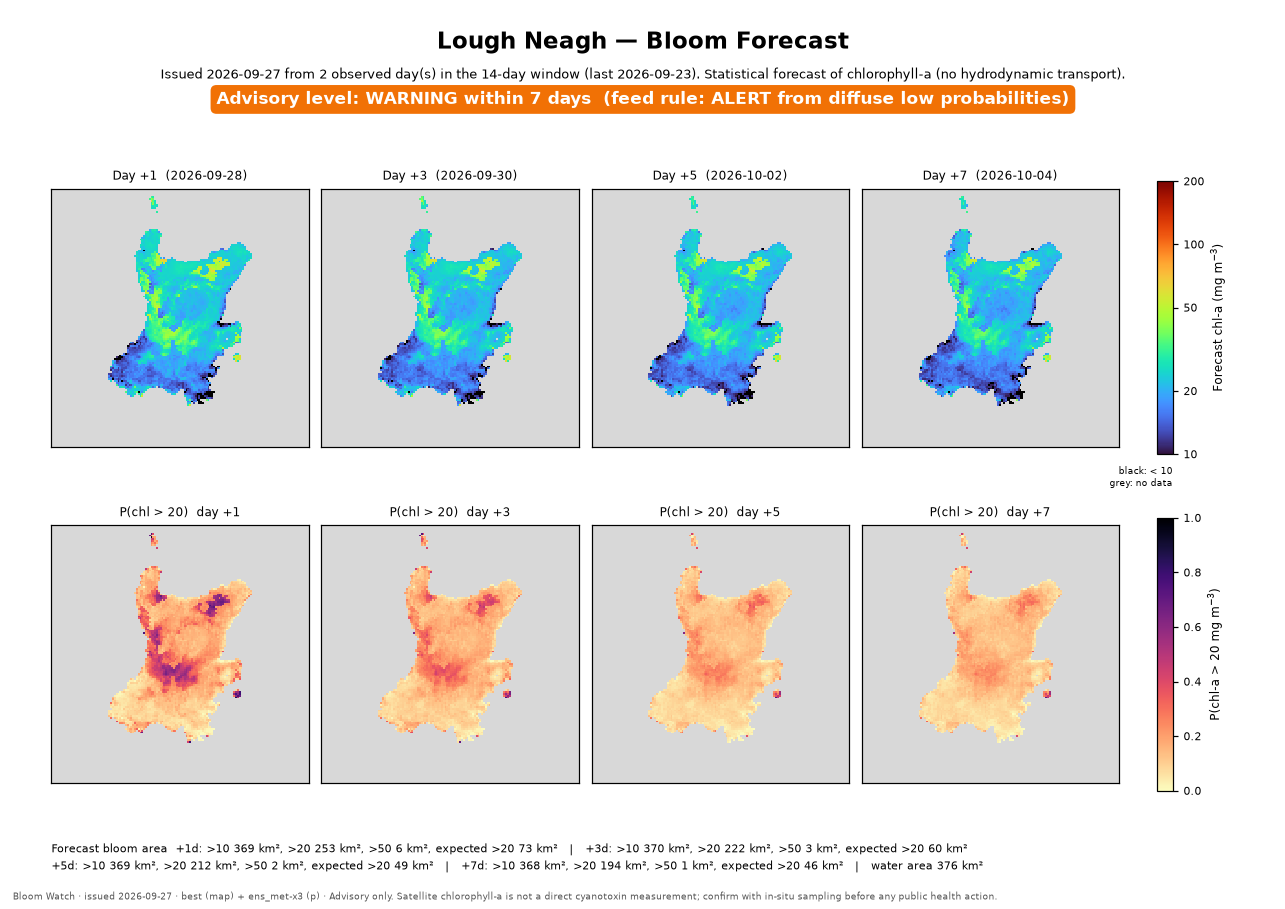 Lough Neagh — Bloom Forecast
Issued 2026-09-27 from 2 observed day(s) in the 14-day window (last 2026-09-23). Statistical forecast of chlorophyll-a (no hydrodynamic transport).
Advisory level: WARNING within 7 days (feed rule: ALERT from diffuse low probabilities)
Day +1 (2026-09-28)
Day +3 (2026-09-30)
Day +5 (2026-10-02)
Day +7 (2026-10-04)
200
100
50
20
10
Forecast chl-a (mg m⁻³)
black: < 10
grey: no data
P(chl > 20) day +1
P(chl > 20) day +3
P(chl > 20) day +5
P(chl > 20) day +7
1.0
0.8
0.6
0.4
0.2
0.0
P(chl-a > 20 mg m⁻³)
Forecast bloom area +1d: >10 369 km², >20 253 km², >50 6 km², expected >20 73 km² | +3d: >10 370 km², >20 222 km², >50 3 km², expected >20 60 km²
+5d: >10 369 km², >20 212 km², >50 2 km², expected >20 49 km² | +7d: >10 368 km², >20 194 km², >50 1 km², expected >20 46 km² | water area 376 km²
Bloom Watch · issued 2026-09-27 · best (map) + ens_met-x3 (p) · Advisory only. Satellite chlorophyll-a is not a direct cyanotoxin measurement; confirm with in-situ sampling before any public health action.